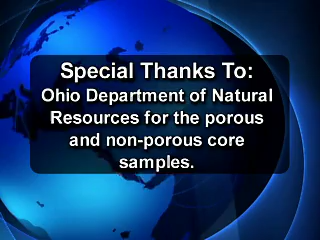 Special Thanks To:
Ohio Department of Natural
Resources for the porous
and non-porous core
samples.